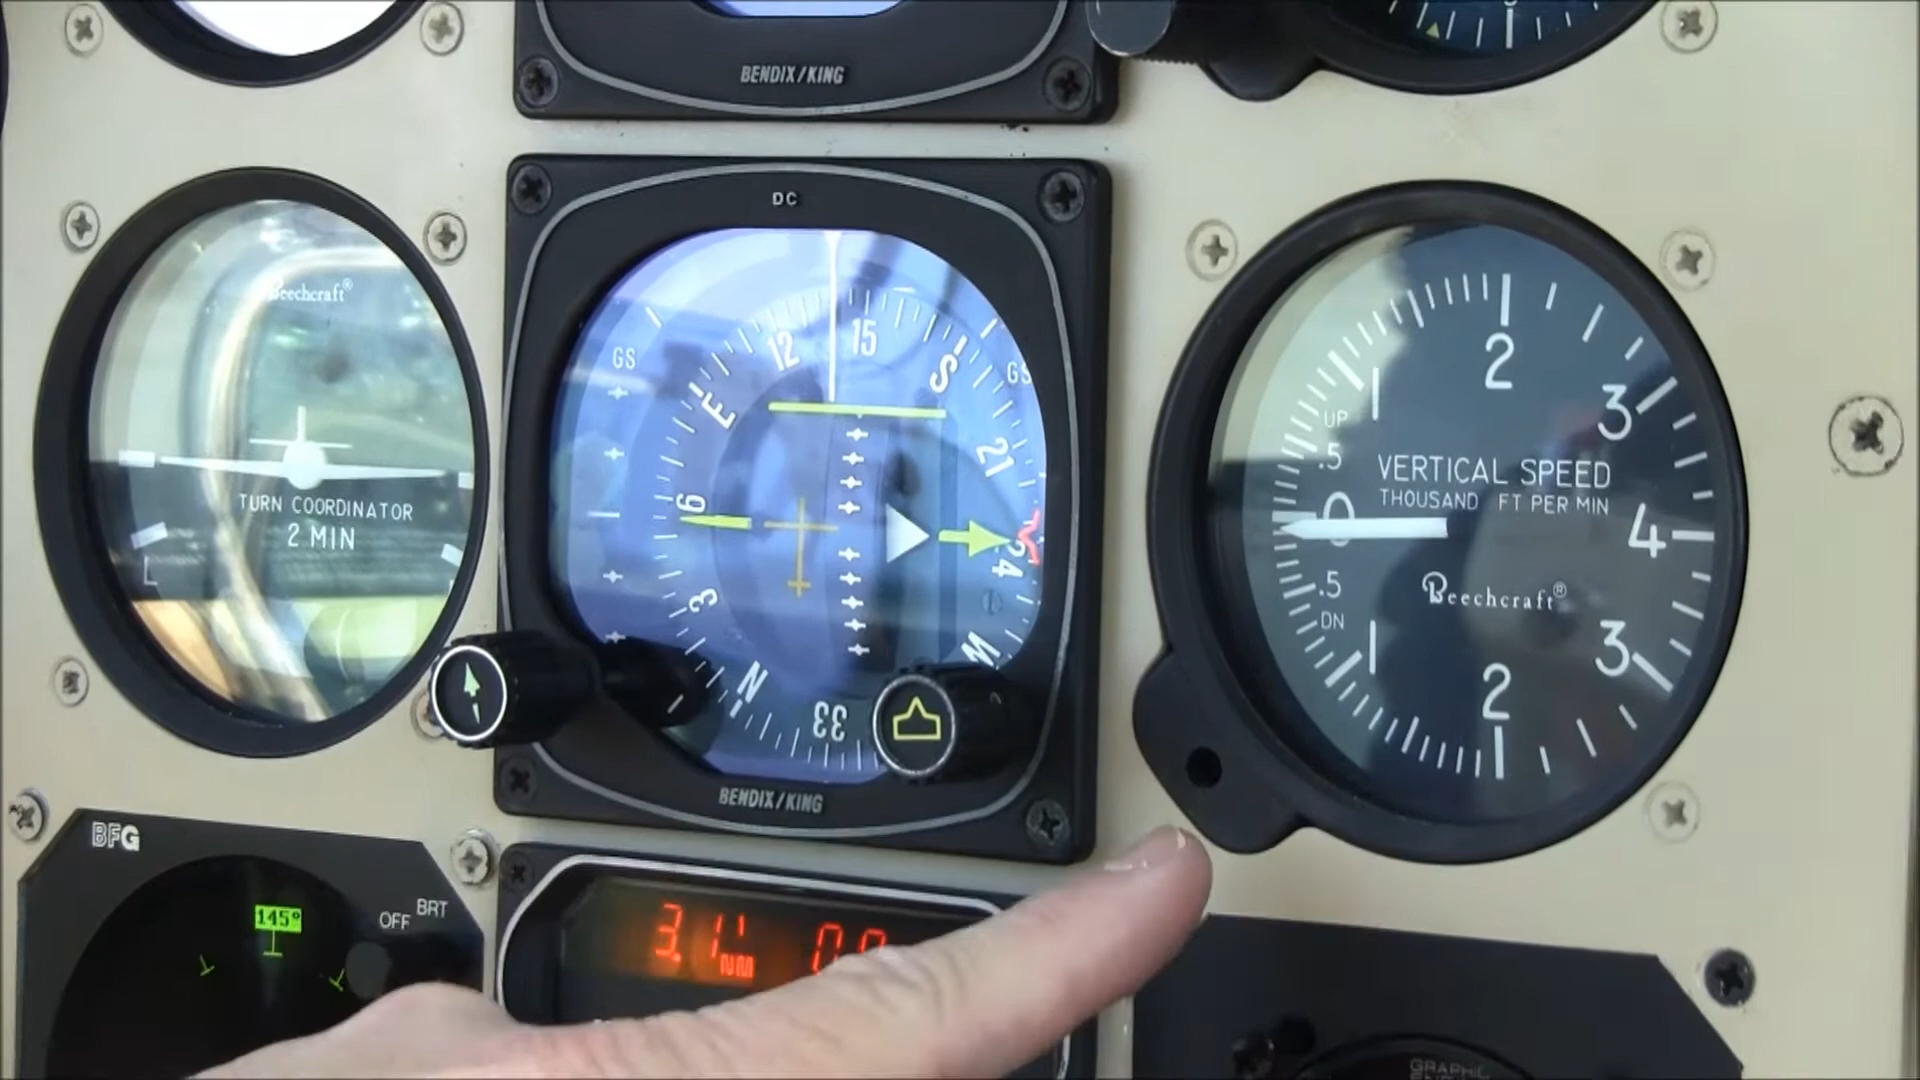 BENDIX/KING
DC
Beechcraft®
TURN COORDINATOR
2 MIN
GS
GS
12
15
S
21
24
W
33
N
3
6
E
BENDIX/KING
UP
.5
1
2
3
4
3
2
1
.5
DN
0
VERTICAL SPEED
THOUSAND FT PER MIN
Beechcraft®
L
BFG
145°
OFF
BRT
3.1 NM
GRAPHIC